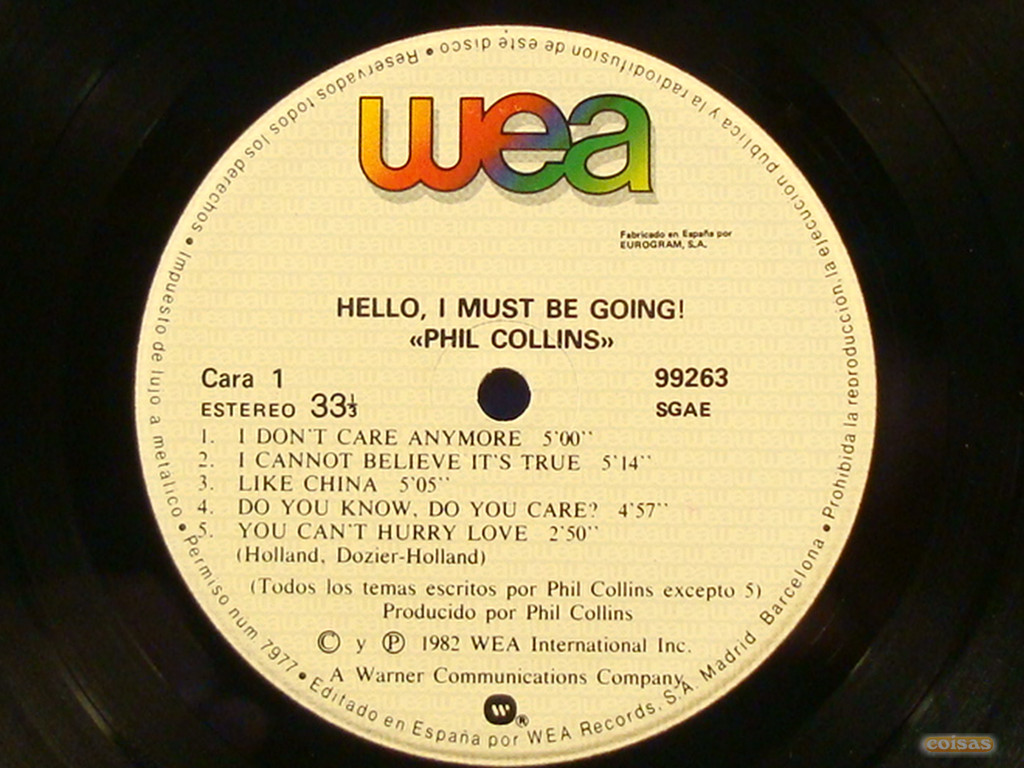 wea
Fabricado en España por
EUROGRAM, S.A.
HELLO, I MUST BE GOING!
«PHIL COLLINS»
Cara 1
99263
ESTEREO 33⅓
SGAE
1. I DON'T CARE ANYMORE 5'00''
2. I CANNOT BELIEVE IT'S TRUE 5'14''
3. LIKE CHINA 5'05''
4. DO YOU KNOW, DO YOU CARE? 4'57''
5. YOU CAN'T HURRY LOVE 2'50''
(Holland, Dozier-Holland)
(Todos los temas escritos por Phil Collins excepto 5)
Producido por Phil Collins
© y Ⓟ 1982 WEA International Inc.
A Warner Communications Company.
®
Prohibida la reproducción, la ejecución publica y la radiodifusion de este disco • Reservados todos los derechos • Impuesto de lujo a metalico • Permiso num 7977 • Editado en España por WEA Records, S.A. Madrid Barcelona •
coisas